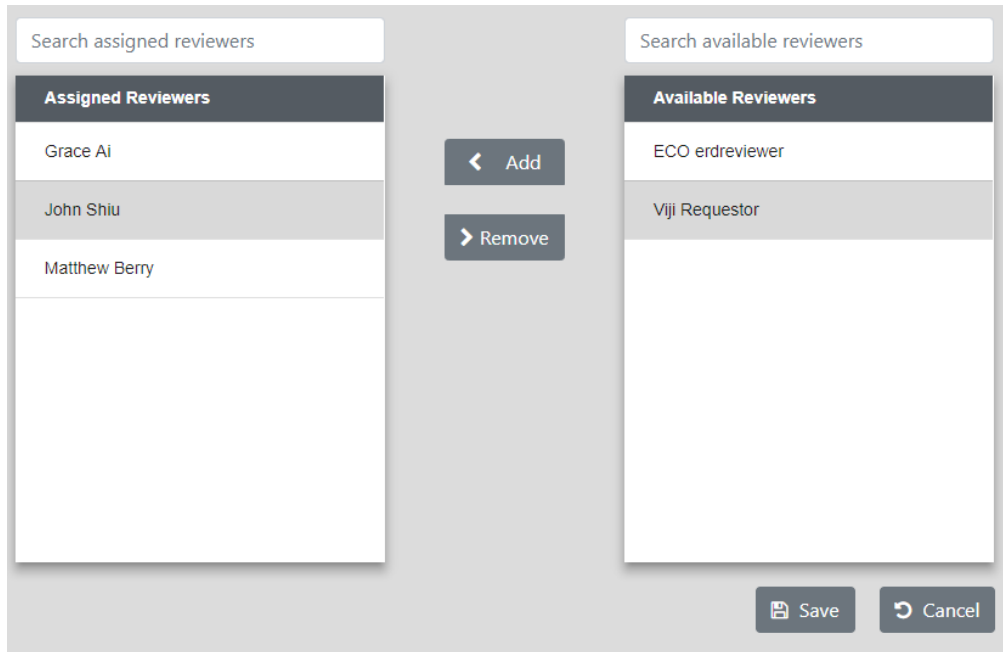 Search assigned reviewers
Assigned Reviewers
Grace Ai
John Shiu
Matthew Berry
Add
Remove
Search available reviewers
Available Reviewers
ECO erdreviewer
Viji Requestor
Save
Cancel